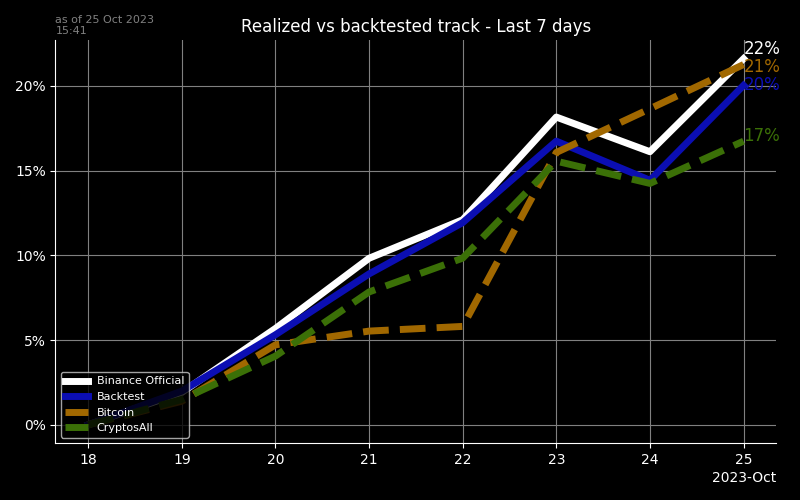 as of 25 Oct 2023
15:41
Realized vs backtested track - Last 7 days
22%
21%
20%
17%
20%
15%
10%
5%
0%
Binance Official
Backtest
Bitcoin
CryptosAll
18 19 20 21 22 23 24 25
2023-Oct